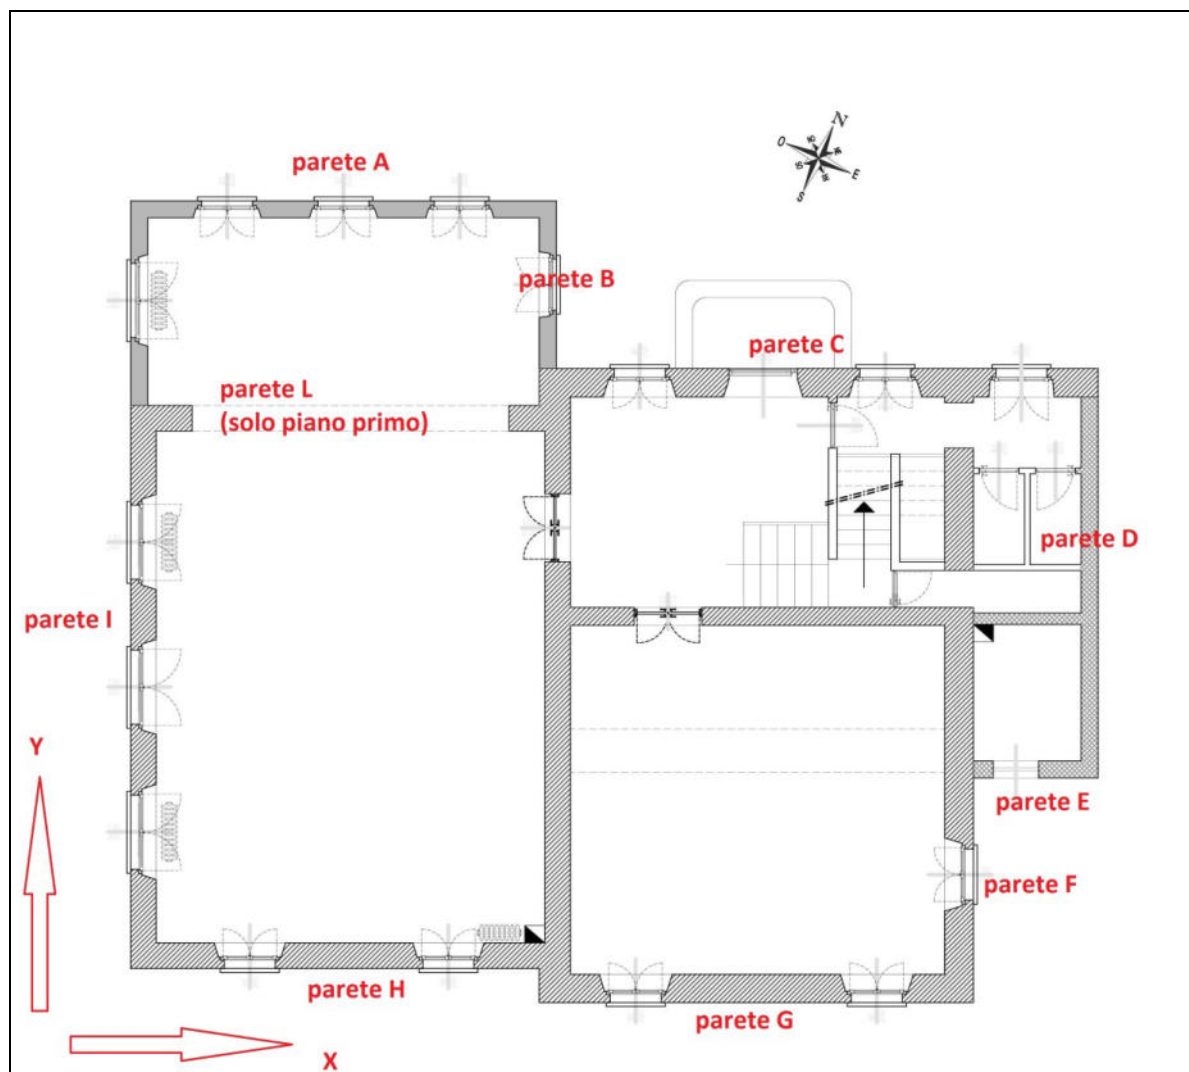 N
O
E
S
parete A
parete B
parete C
parete L
(solo piano primo)
parete D
parete I
Y
parete E
parete F
parete H
parete G
X